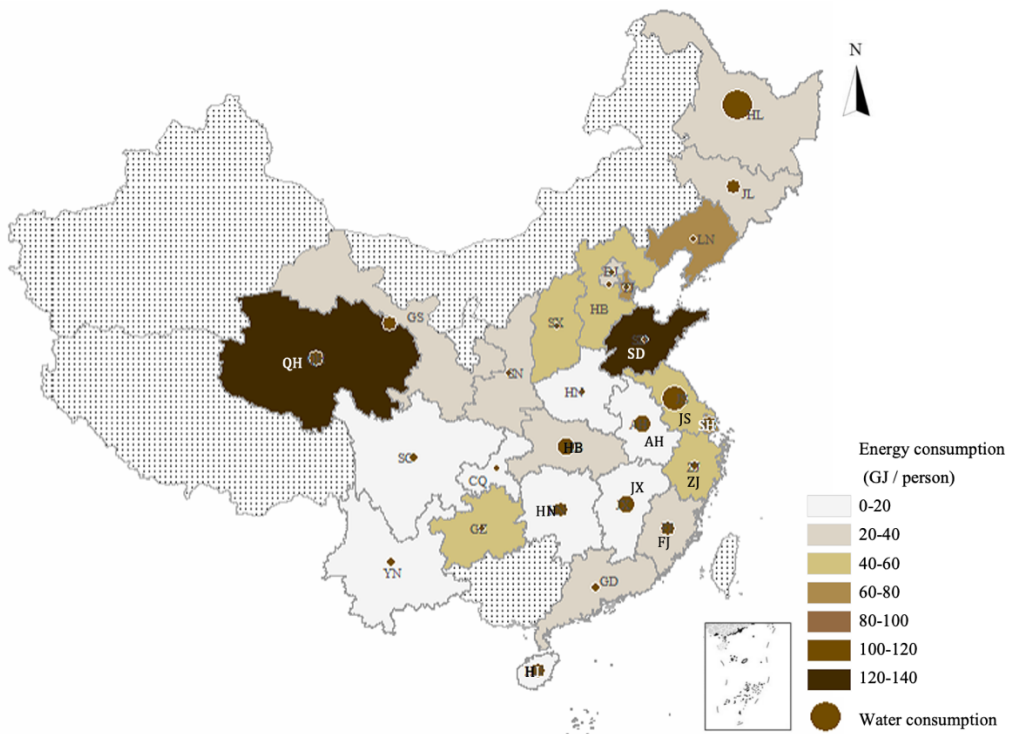 N
HL
JL
LN
BJ
HB
GS
SX
SD
QH
SN
JS
SH
AH
HB
SC
ZJ
CQ
JX
HN
GZ
FJ
YN
GD
Energy consumption
(GJ / person)
0-20
20-40
40-60
60-80
80-100
100-120
120-140
Water consumption